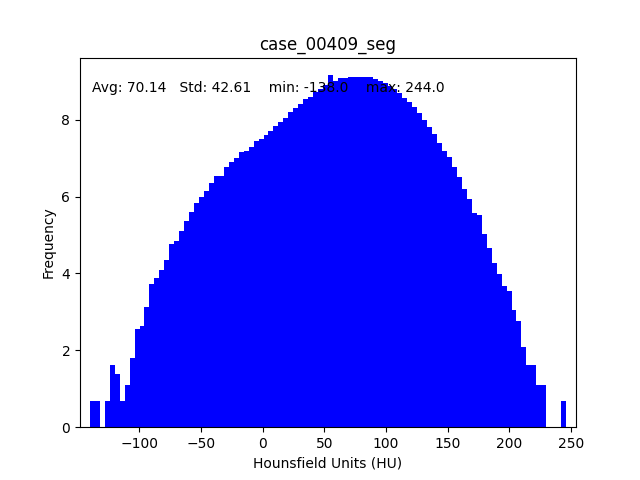 case_00409_seg
Avg: 70.14 Std: 42.61 min: -138.0 max: 244.0
Frequency
8
6
4
2
0
−100 −50 0 50 100 150 200 250
Hounsfield Units (HU)